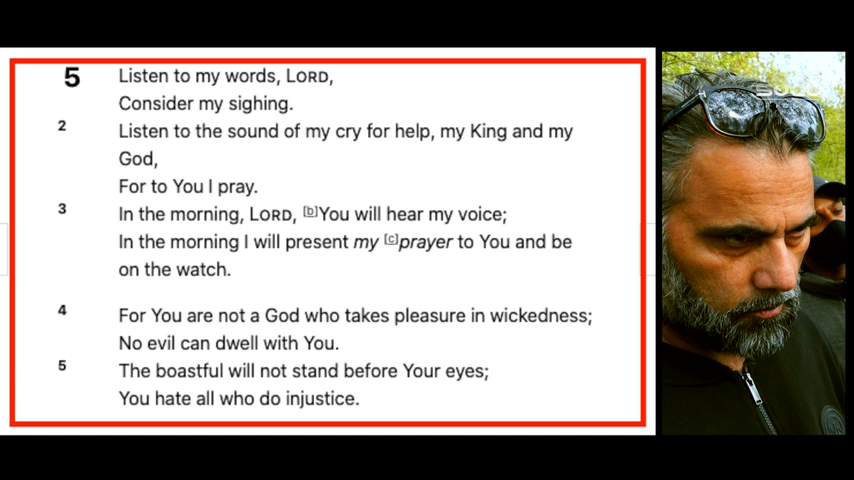 5 Listen to my words, LORD,
Consider my sighing.
2 Listen to the sound of my cry for help, my King and my
God,
For to You I pray.
3 In the morning, LORD, [b]You will hear my voice;
In the morning I will present my [c]prayer to You and be
on the watch.
4 For You are not a God who takes pleasure in wickedness;
No evil can dwell with You.
5 The boastful will not stand before Your eyes;
You hate all who do injustice.